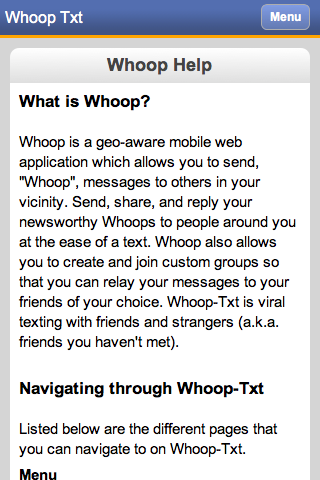 Whoop Txt
Menu
Whoop Help
What is Whoop?
Whoop is a geo-aware mobile web
application which allows you to send,
"Whoop", messages to others in your
vicinity. Send, share, and reply your
newsworthy Whoops to people around you
at the ease of a text. Whoop also allows
you to create and join custom groups so
that you can relay your messages to your
friends of your choice. Whoop-Txt is viral
texting with friends and strangers (a.k.a.
friends you haven't met).
Navigating through Whoop-Txt
Listed below are the different pages that
you can navigate to on Whoop-Txt.
Menu